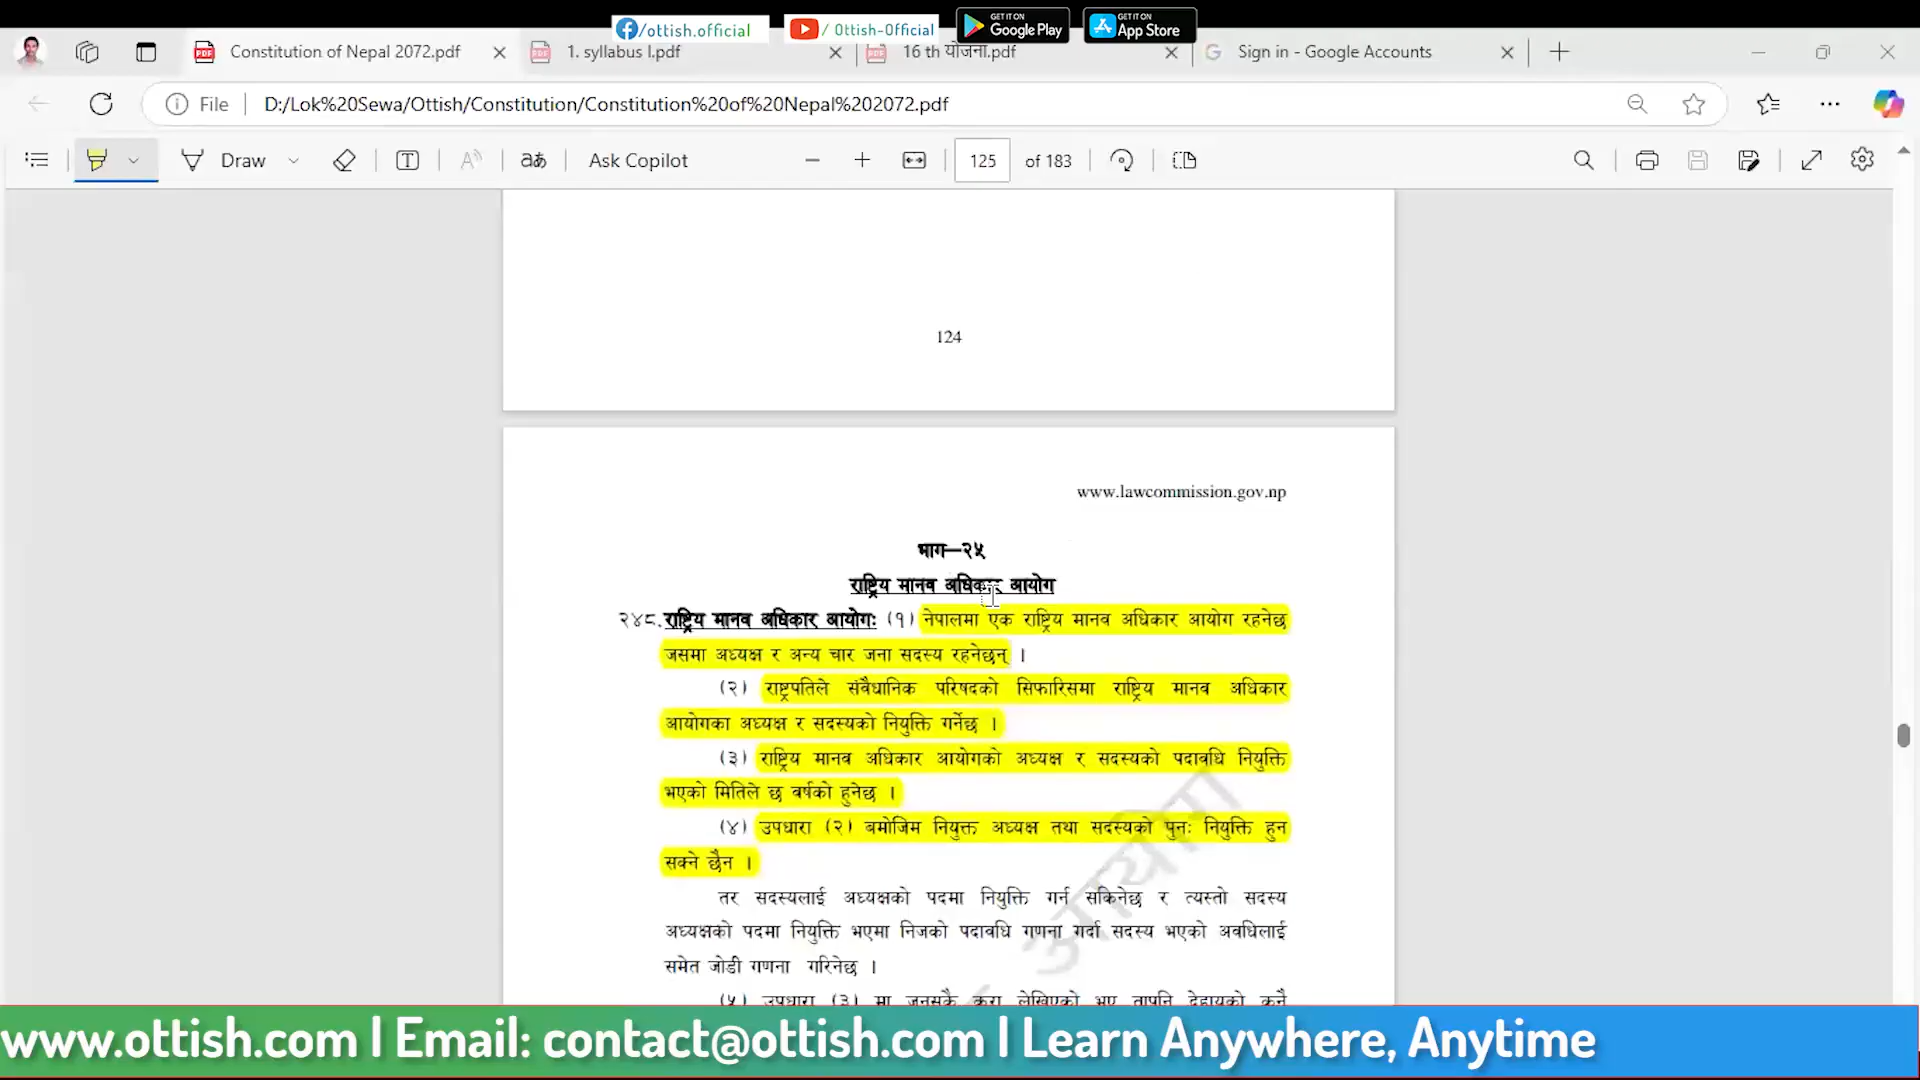 /ottish.official
/ Ottish-Official
GET IT ON
Google Play
GET IT ON
App Store
Constitution of Nepal 2072.pdf
1. syllabus I.pdf
16 th योजना.pdf
Sign in - Google Accounts
File
D:/Lok%20Sewa/Ottish/Constitution/Constitution%20of%20Nepal%202072.pdf
Draw
Ask Copilot
125
of 183
124
www.lawcommission.gov.np
भाग—२५
राष्ट्रिय मानव अधिकार आयोग
२४८. राष्ट्रिय मानव अधिकार आयोगः (१) नेपालमा एक राष्ट्रिय मानव अधिकार आयोग रहनेछ
जसमा अध्यक्ष र अन्य चार जना सदस्य रहनेछन् ।
(२) राष्ट्रपतिले संवैधानिक परिषदको सिफारिसमा राष्ट्रिय मानव अधिकार
आयोगका अध्यक्ष र सदस्यको नियुक्ति गर्नेछ ।
(३) राष्ट्रिय मानव अधिकार आयोगको अध्यक्ष र सदस्यको पदावधि नियुक्ति
भएको मितिले छ वर्षको हुनेछ ।
(४) उपधारा (२) बमोजिम नियुक्त अध्यक्ष तथा सदस्यको पुनः नियुक्ति हुन
सक्ने छैन ।
तर सदस्यलाई अध्यक्षको पदमा नियुक्ति गर्न सकिनेछ र त्यस्तो सदस्य
अध्यक्षको पदमा नियुक्ति भएमा निजको पदावधि गणना गर्दा सदस्य भएको अवधिलाई
समेत जोडी गणना गरिनेछ ।
(५) उपधारा (३) मा जुनसुकै कुरा लेखिएको भए तापनि देहायको कुनै
आयोग
www.ottish.com | Email: contact@ottish.com | Learn Anywhere, Anytime